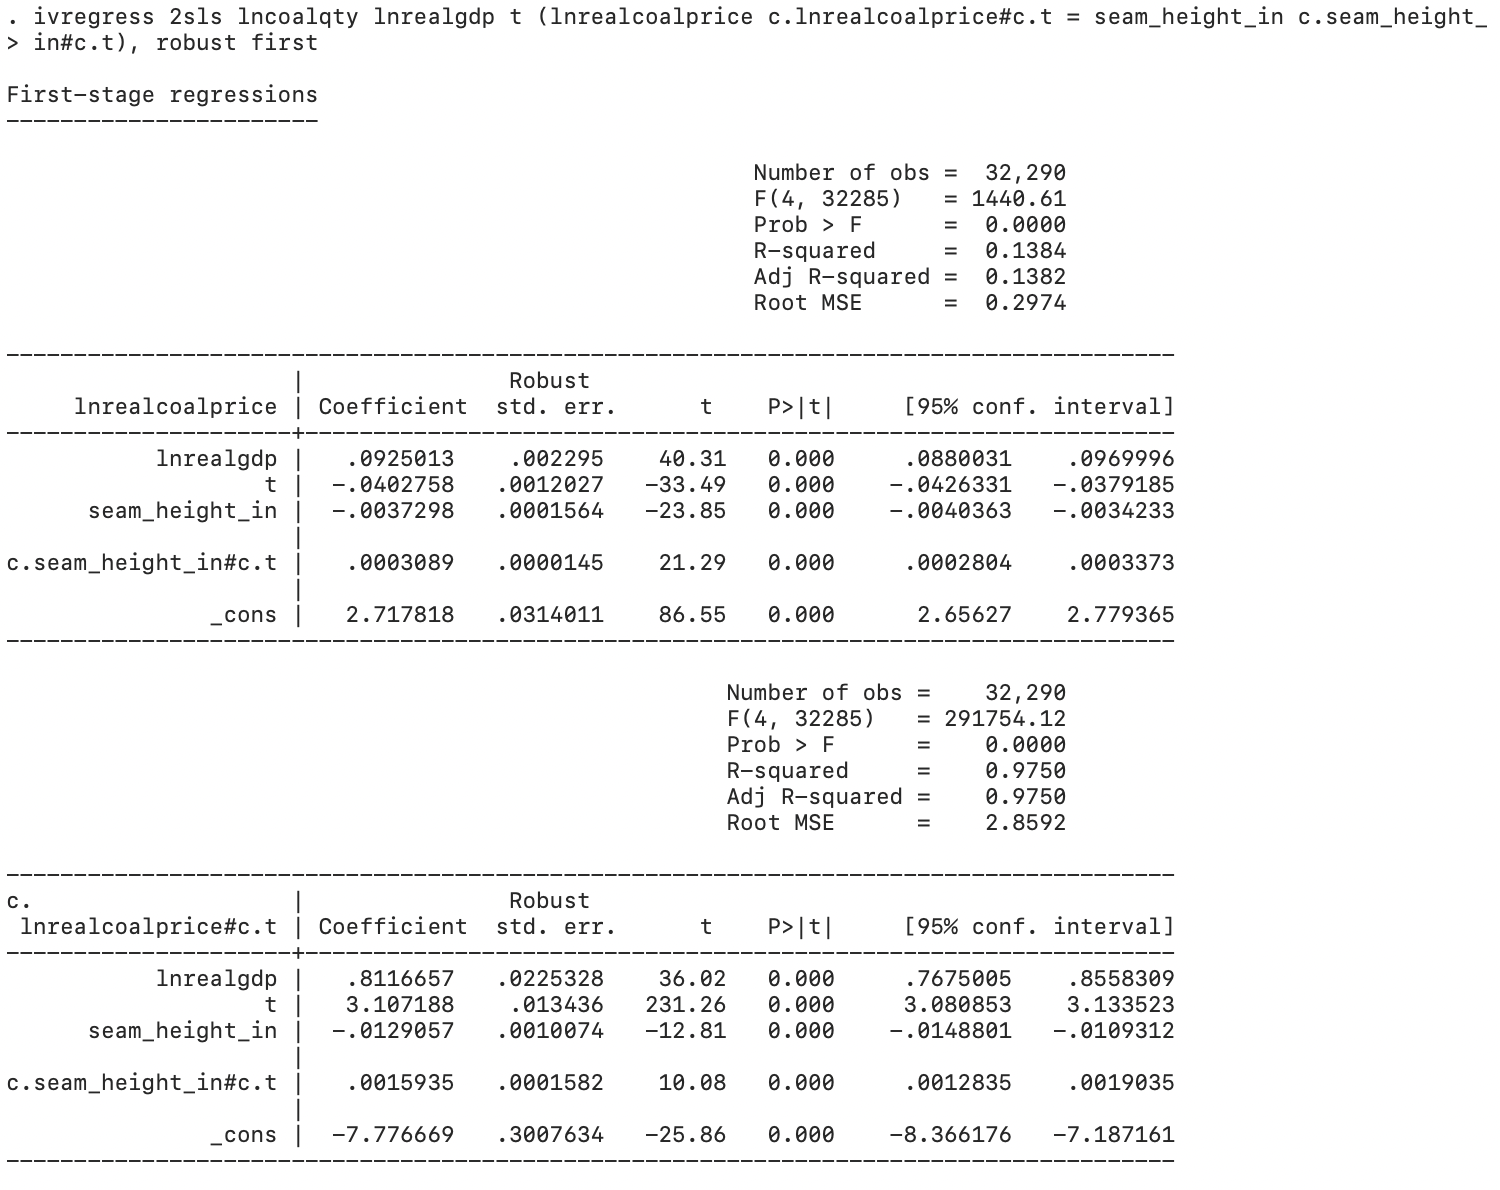 . ivregress 2sls lncoalqty lnrealgdp t (lnrealcoalprice c.lnrealcoalprice#c.t = seam_height_in c.seam_height_
> in#c.t), robust first
First-stage regressions
-----------------------
Number of obs = 32,290
F(4, 32285) = 1440.61
Prob > F = 0.0000
R-squared = 0.1384
Adj R-squared = 0.1382
Root MSE = 0.2974
--------------------------------------------------------------------------------------
| Robust
lnrealcoalprice | Coefficient std. err. t P>|t| [95% conf. interval]
---------------------+----------------------------------------------------------------
lnrealgdp | .0925013 .002295 40.31 0.000 .0880031 .0969996
t | -.0402758 .0012027 -33.49 0.000 -.0426331 -.0379185
seam_height_in | -.0037298 .0001564 -23.85 0.000 -.0040363 -.0034233
|
c.seam_height_in#c.t | .0003089 .0000145 21.29 0.000 .0002804 .0003373
|
_cons | 2.717818 .0314011 86.55 0.000 2.65627 2.779365
--------------------------------------------------------------------------------------
Number of obs = 32,290
F(4, 32285) = 291754.12
Prob > F = 0.0000
R-squared = 0.9750
Adj R-squared = 0.9750
Root MSE = 2.8592
--------------------------------------------------------------------------------------
c. | Robust
lnrealcoalprice#c.t | Coefficient std. err. t P>|t| [95% conf. interval]
---------------------+----------------------------------------------------------------
lnrealgdp | .8116657 .0225328 36.02 0.000 .7675005 .8558309
t | 3.107188 .013436 231.26 0.000 3.080853 3.133523
seam_height_in | -.0129057 .0010074 -12.81 0.000 -.0148801 -.0109312
|
c.seam_height_in#c.t | .0015935 .0001582 10.08 0.000 .0012835 .0019035
|
_cons | -7.776669 .3007634 -25.86 0.000 -8.366176 -7.187161
--------------------------------------------------------------------------------------